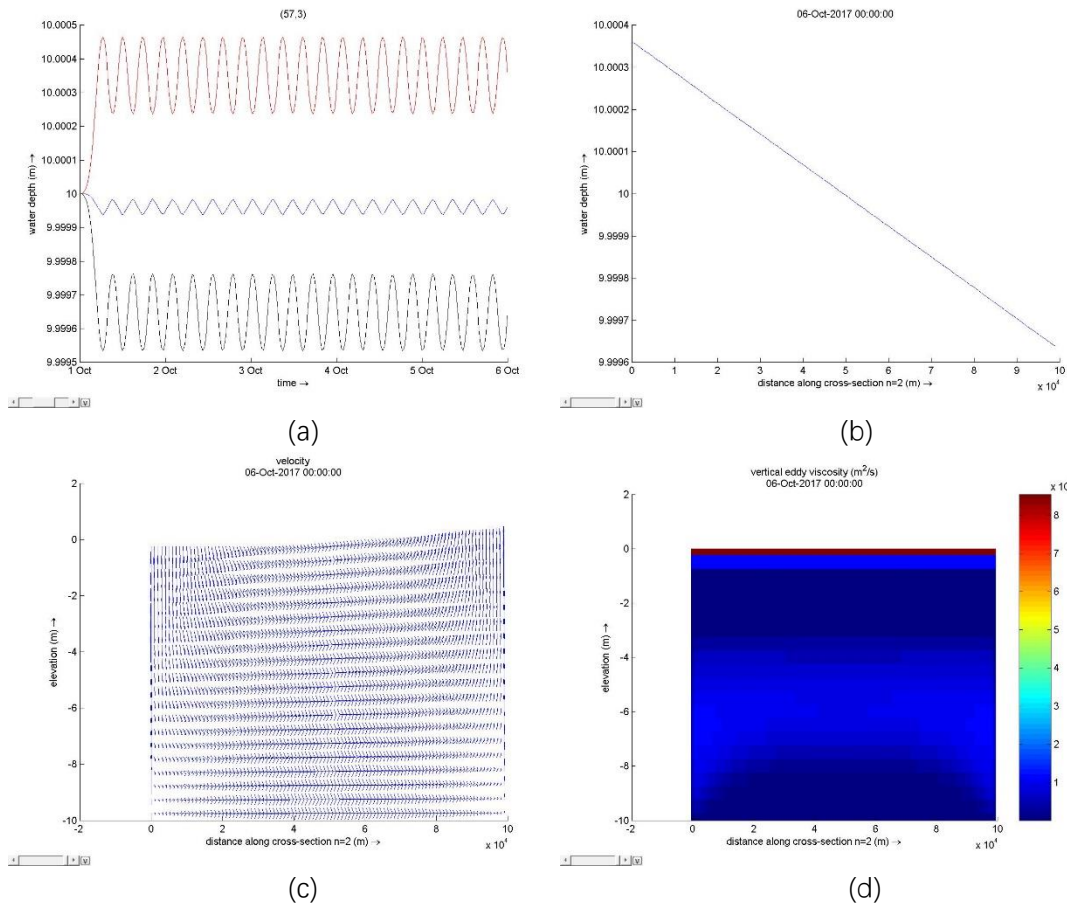 (57,3)
10.0005
10.0004
10.0003
10.0002
10.0001
10
9.9999
9.9998
9.9997
9.9996
9.9995
water depth (m) →
1 Oct 2 Oct 3 Oct 4 Oct 5 Oct 6 Oct
time →
(a)
06-Oct-2017 00:00:00
10.0004
10.0003
10.0002
10.0001
10
9.9999
9.9998
9.9997
9.9996
water depth (m) →
0 1 2 3 4 5 6 7 8 9 10
x 10⁴
distance along cross-section n=2 (m) →
(b)
velocity
06-Oct-2017 00:00:00
2
0
-2
-4
-6
-8
-10
elevation (m) →
-2 0 2 4 6 8 10
x 10⁴
distance along cross-section n=2 (m) →
(c)
vertical eddy viscosity (m²/s)
06-Oct-2017 00:00:00
2
0
-2
-4
-6
-8
-10
elevation (m) →
-2 0 2 4 6 8 10
x 10⁴
distance along cross-section n=2 (m) →
x 10
8
7
6
5
4
3
2
1
(d)